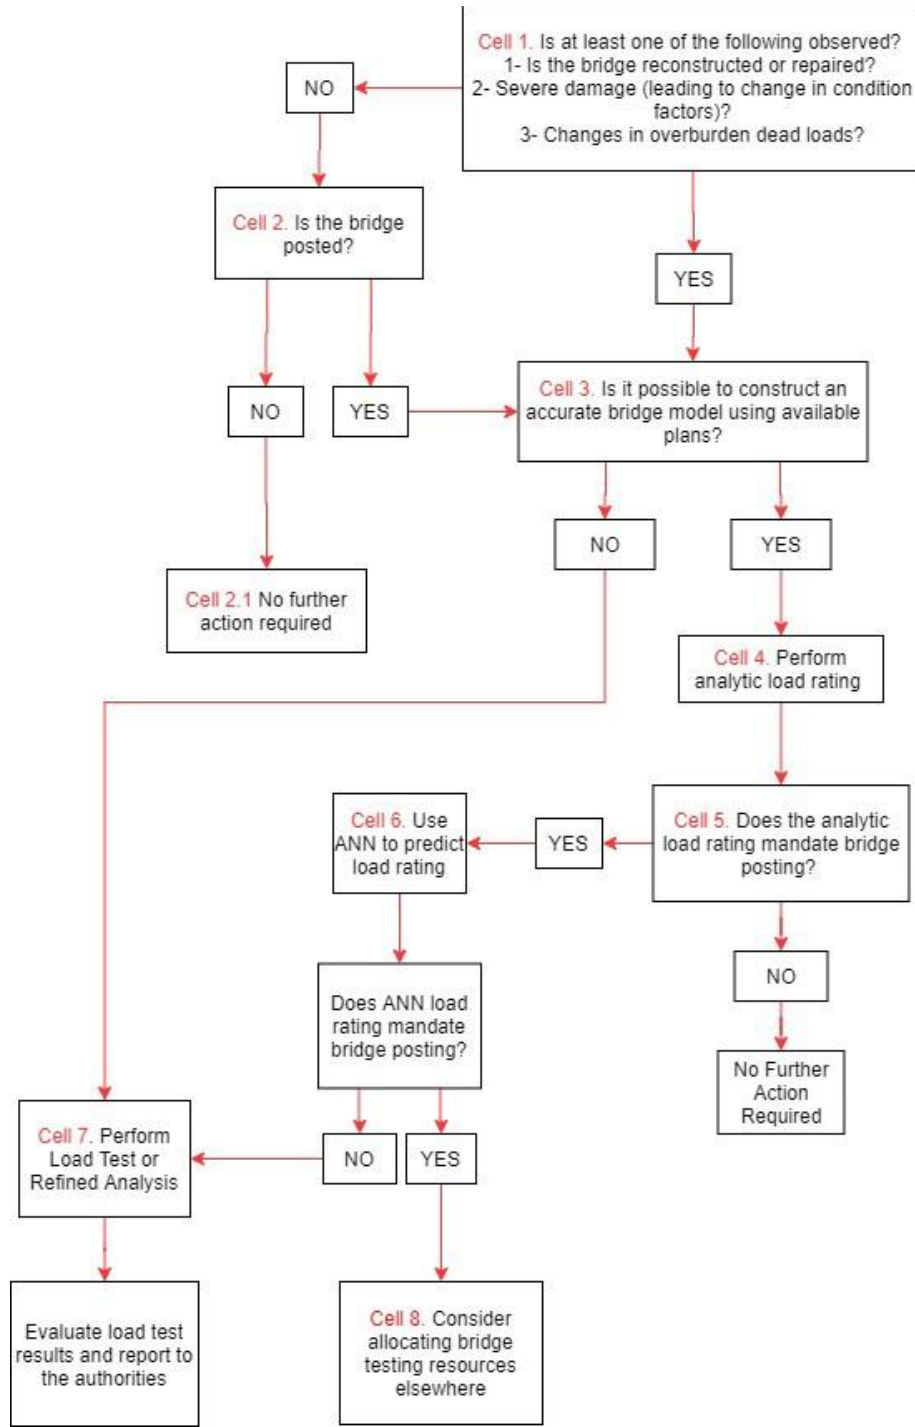 Cell 1. Is at least one of the following observed?
1- Is the bridge reconstructed or repaired?
2- Severe damage (leading to change in condition
factors)?
3- Changes in overburden dead loads?
NO
Cell 2. Is the bridge
posted?
YES
Cell 3. Is it possible to construct an
accurate bridge model using available
plans?
NO
YES
NO
YES
Cell 2.1 No further
action required
Cell 4. Perform
analytic load rating
Cell 5. Does the analytic
load rating mandate bridge
posting?
YES
Cell 6. Use
ANN to predict
load rating
NO
Does ANN load
rating mandate
bridge posting?
No Further
Action
Required
Cell 7. Perform
Load Test or
Refined Analysis
NO
YES
Evaluate load test
results and report to
the authorities
Cell 8. Consider
allocating bridge
testing resources
elsewhere